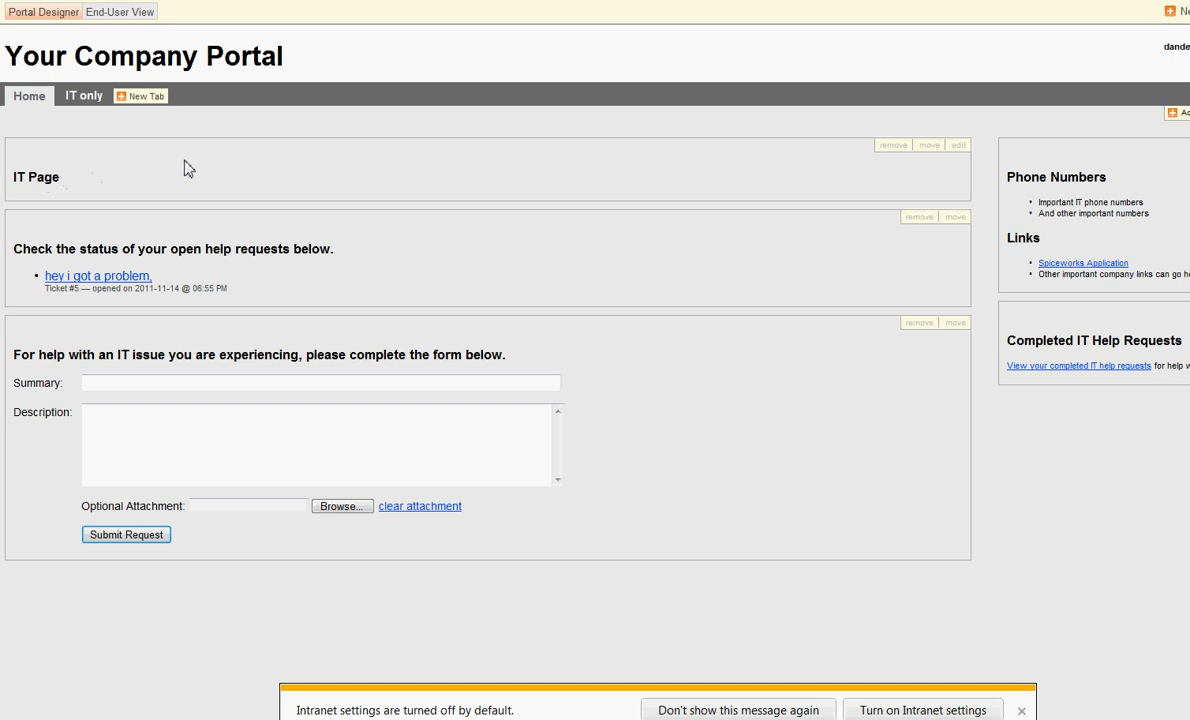 Portal Designer End-User View
Your Company Portal
Home IT only New Tab
remove move edit
IT Page
remove move
Check the status of your open help requests below.
• hey i got a problem,
Ticket #5 — opened on 2011-11-14 @ 06:55 PM
remove move
For help with an IT issue you are experiencing, please complete the form below.
Summary:
Description:
Optional Attachment: Browse... clear attachment
Submit Request
dande
Phone Numbers
• Important IT phone numbers
• And other important numbers
Links
• Spiceworks Application
• Other important company links can go
Completed IT Help Requests
View your completed IT help requests for help
Intranet settings are turned off by default. Don't show this message again Turn on Intranet settings ×